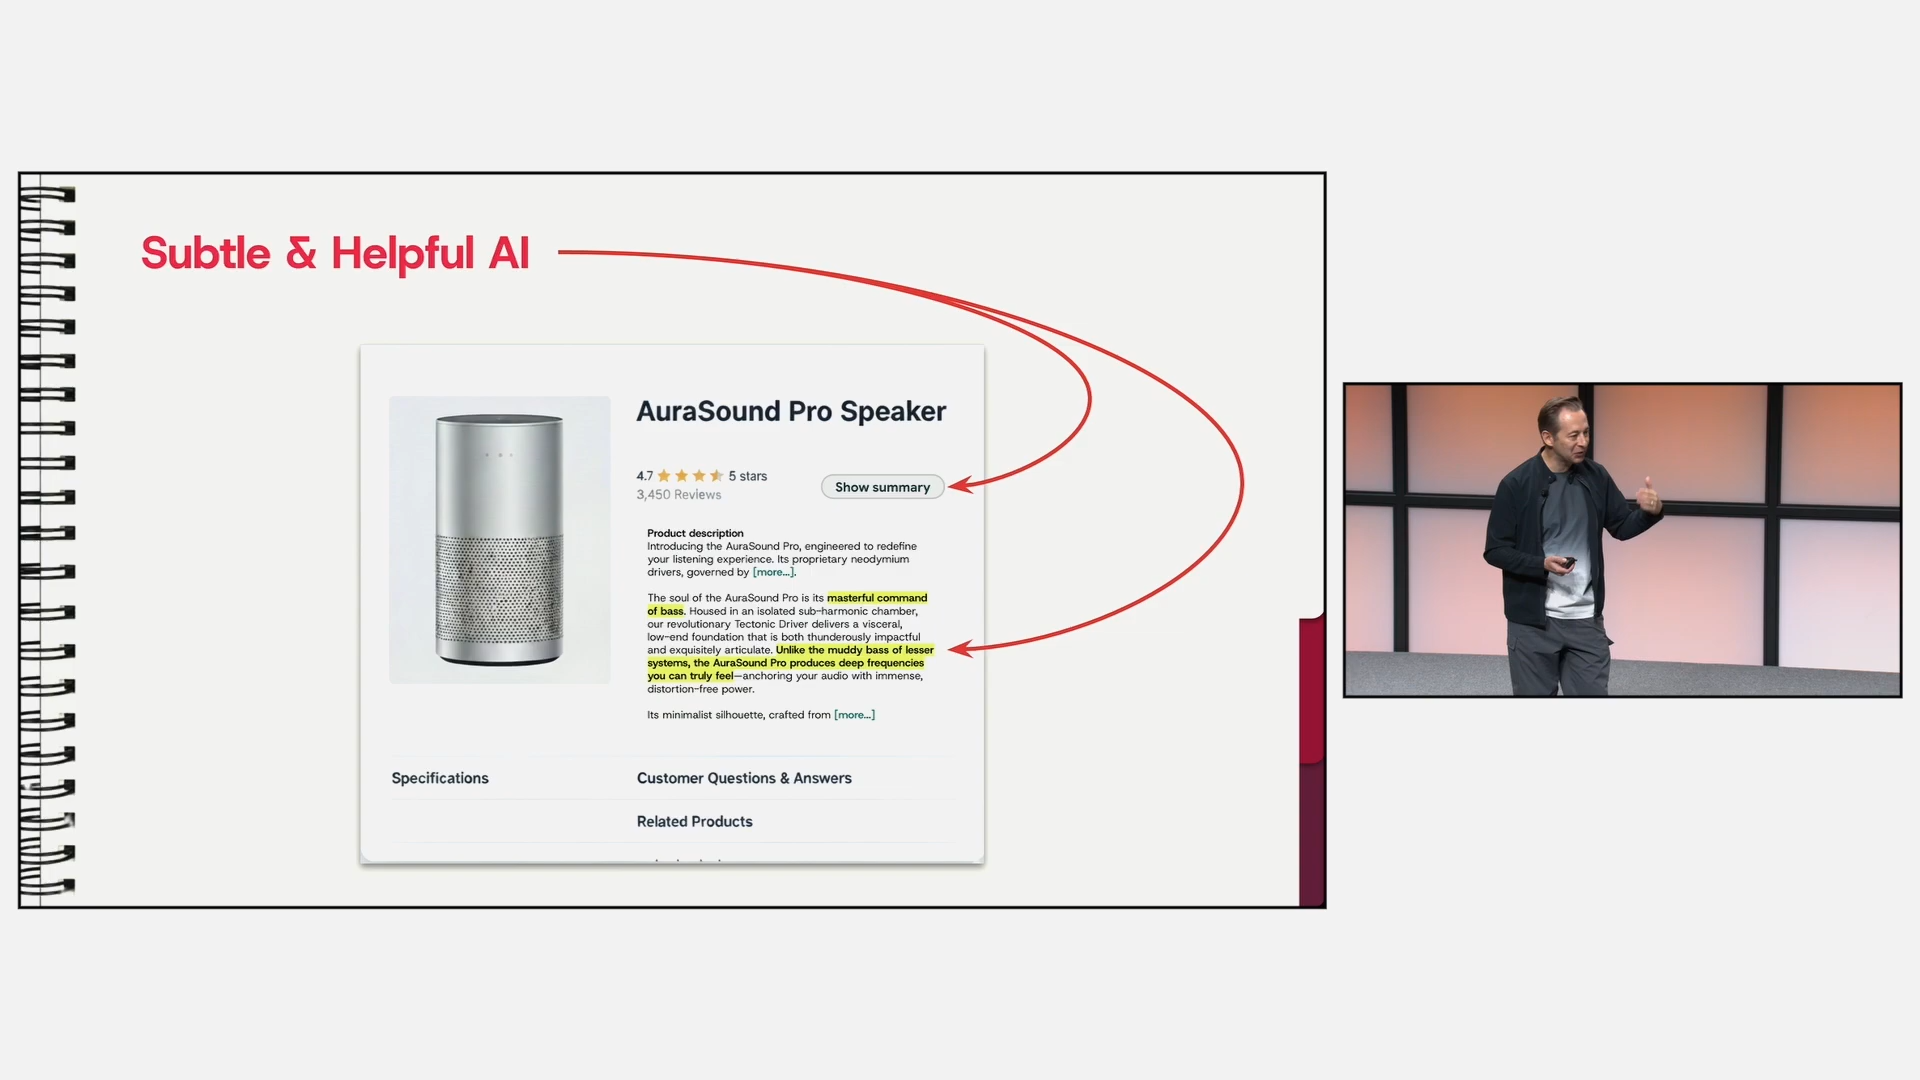 Subtle & Helpful AI
AuraSound Pro Speaker
4.7 5 stars
3,450 Reviews
Show summary
Product description
Introducing the AuraSound Pro, engineered to redefine
your listening experience. Its proprietary neodymium
drivers, governed by [more...].
The soul of the AuraSound Pro is its masterful command
of bass. Housed in an isolated sub-harmonic chamber,
our revolutionary Tectonic Driver delivers a visceral,
low-end foundation that is both thunderously impactful
and exquisitely articulate. Unlike the muddy bass of lesser
systems, the AuraSound Pro produces deep frequencies
you can truly feel—anchoring your audio with immense,
distortion-free power.
Its minimalist silhouette, crafted from [more...]
Specifications
Customer Questions & Answers
Related Products